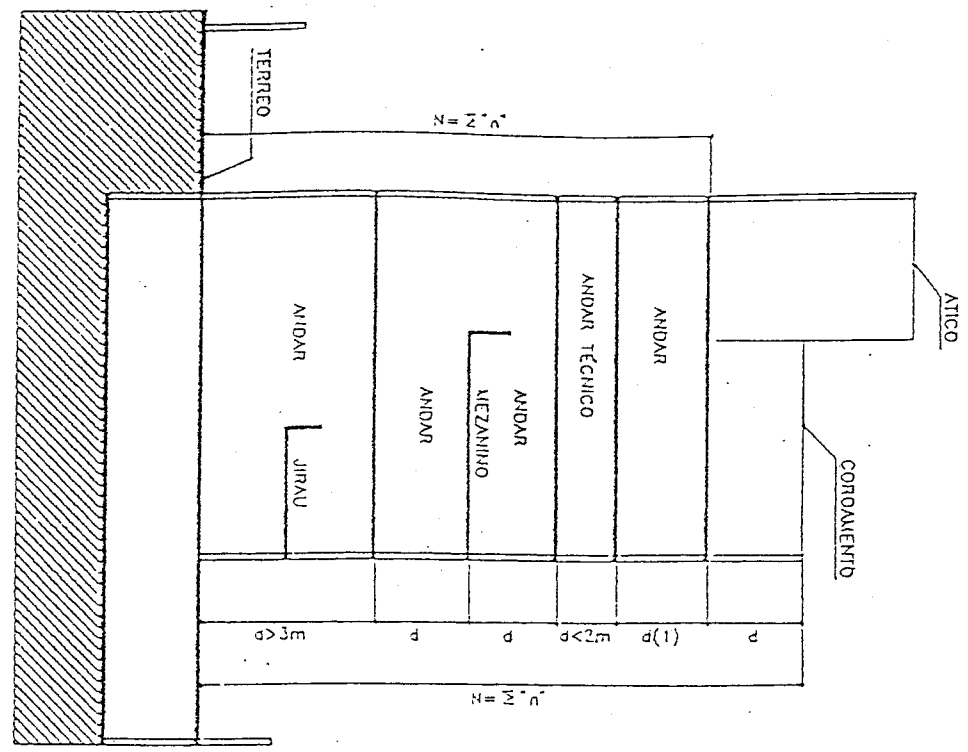 TERREO
N=Σ"n"
ÁTICO
COROAMENTO
ANDAR
JIRAU
ANDAR
ANDAR
MEZANINO
ANDAR TÉCNICO
ANDAR
d>3m
d
d
d<2m
d(1)
d
N=Σ"n"